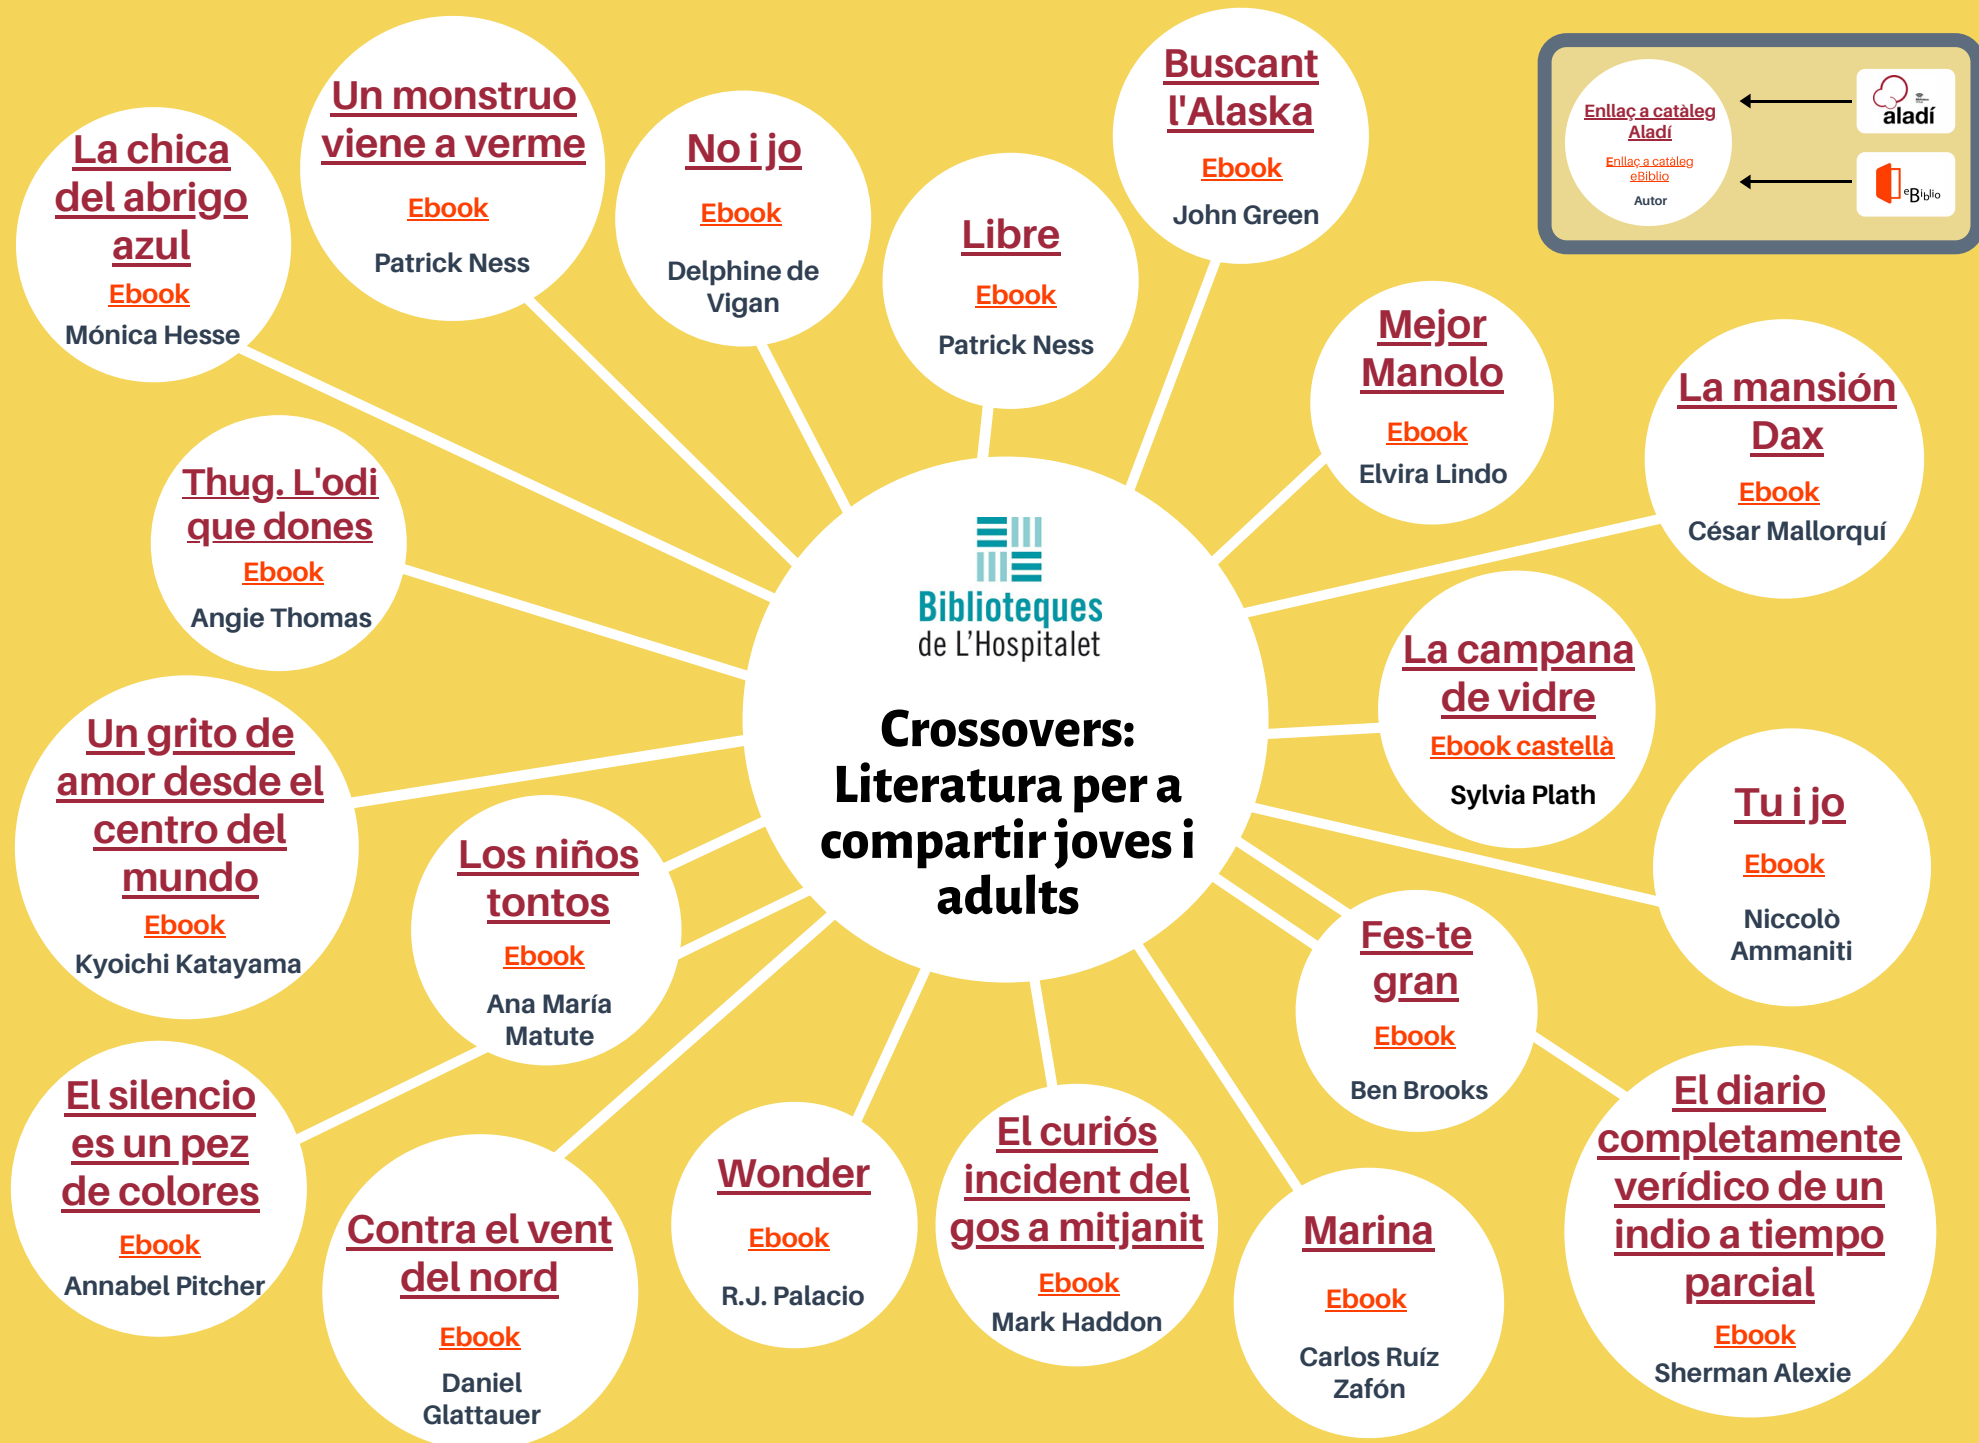 La chica
del abrigo
azul
Ebook
Mónica Hesse
Un monstruo
viene a verme
Ebook
Patrick Ness
No i jo
Ebook
Delphine de
Vigan
Libre
Ebook
Patrick Ness
Buscant
l'Alaska
Ebook
John Green
Enllaç a catàleg
Aladí
Enllaç a catàleg
eBiblio
Autor
aladí
eBiblio
Mejor
Manolo
Ebook
Elvira Lindo
La mansión
Dax
Ebook
César Mallorquí
Thug. L'odi
que dones
Ebook
Angie Thomas
Biblioteques
de L'Hospitalet
Crossovers:
Literatura per a
compartir joves i
adults
La campana
de vidre
Ebook castellà
Sylvia Plath
Un grito de
amor desde el
centro del
mundo
Ebook
Kyoichi Katayama
Los niños
tontos
Ebook
Ana María
Matute
Tu i jo
Ebook
Niccolò
Ammaniti
Fes-te
gran
Ebook
Ben Brooks
El silencio
es un pez
de colores
Ebook
Annabel Pitcher
Contra el vent
del nord
Ebook
Daniel
Glattauer
Wonder
Ebook
R.J. Palacio
El curiós
incident del
gos a mitjanit
Ebook
Mark Haddon
Marina
Ebook
Carlos Ruíz
Zafón
El diario
completamente
verídico de un
indio a tiempo
parcial
Ebook
Sherman Alexie